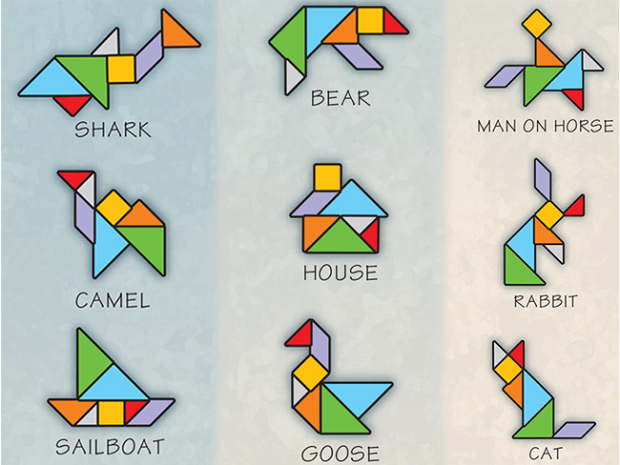 SHARK
BEAR
MAN ON HORSE
CAMEL
HOUSE
RABBIT
SAILBOAT
GOOSE
CAT